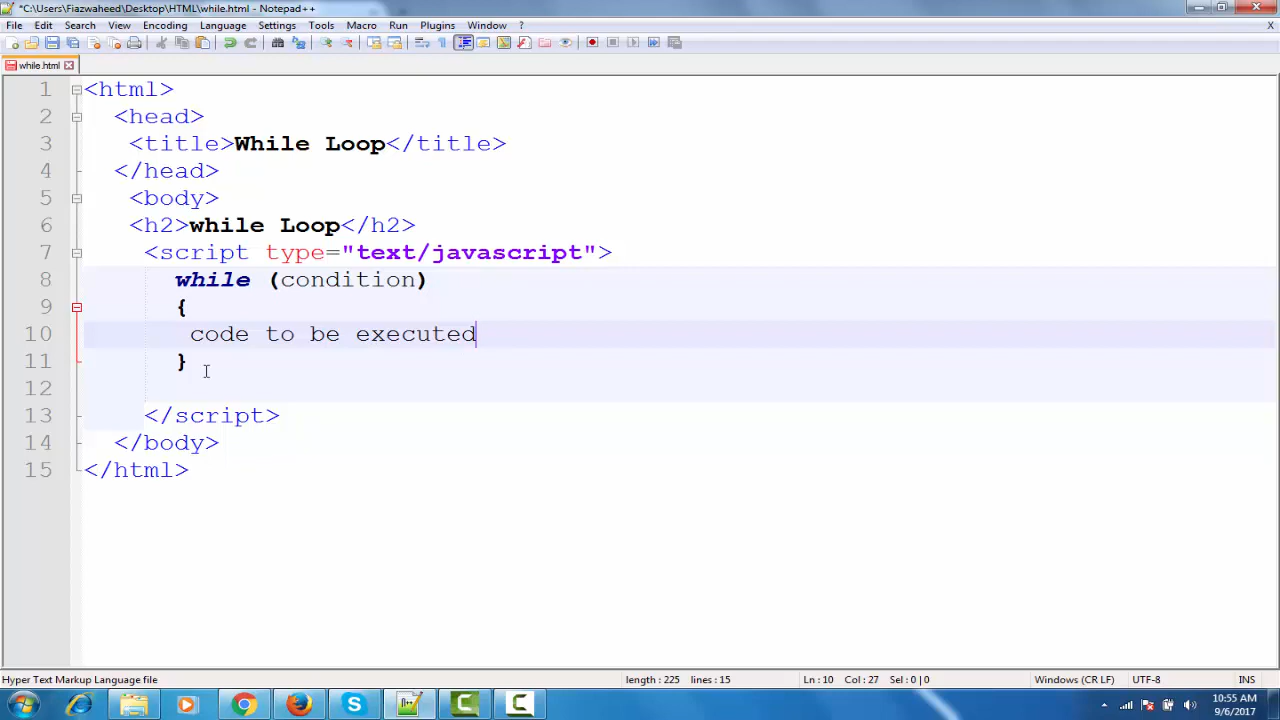 *C:\Users\Fiazwaheed\Desktop\HTML\while.html - Notepad++
File Edit Search View Encoding Language Settings Tools Macro Run Plugins Window ? X
while.html
1 <html>
2 <head>
3 <title>While Loop</title>
4 </head>
5 <body>
6 <h2>while Loop</h2>
7 <script type="text/javascript">
8 while (condition)
9 {
10 code to be executed
11 }
12
13 </script>
14 </body>
15 </html>
Hyper Text Markup Language file length : 225 lines : 15 Ln : 10 Col : 27 Sel : 0 | 0 Windows (CR LF) UTF-8 INS
10:55 AM
9/6/2017